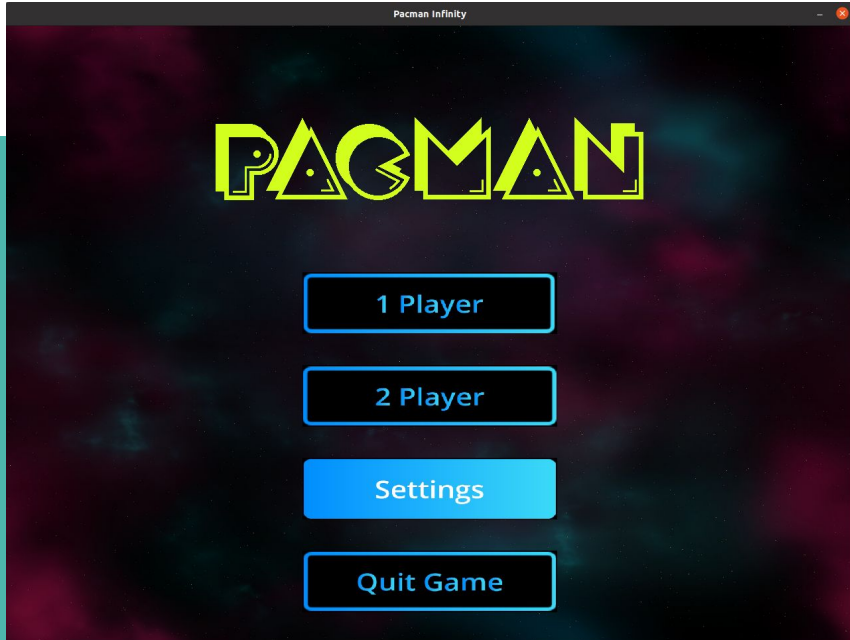 Pacman Infinity
PACMAN
1 Player
2 Player
Settings
Quit Game